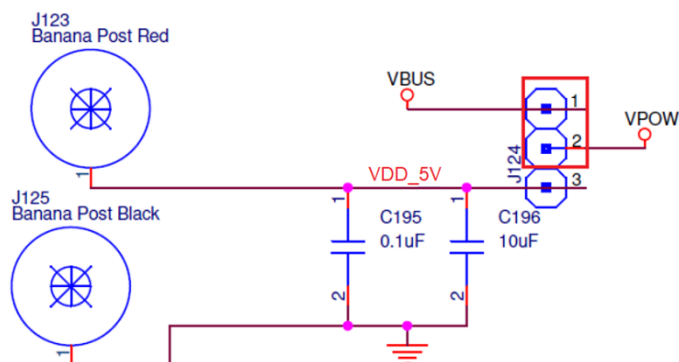 J123
Banana Post Red
1
J125
Banana Post Black
1
VBUS
1
VPOW
2
J124
VDD_5V
3
1
C195
0.1uF
2
1
C196
10uF
2